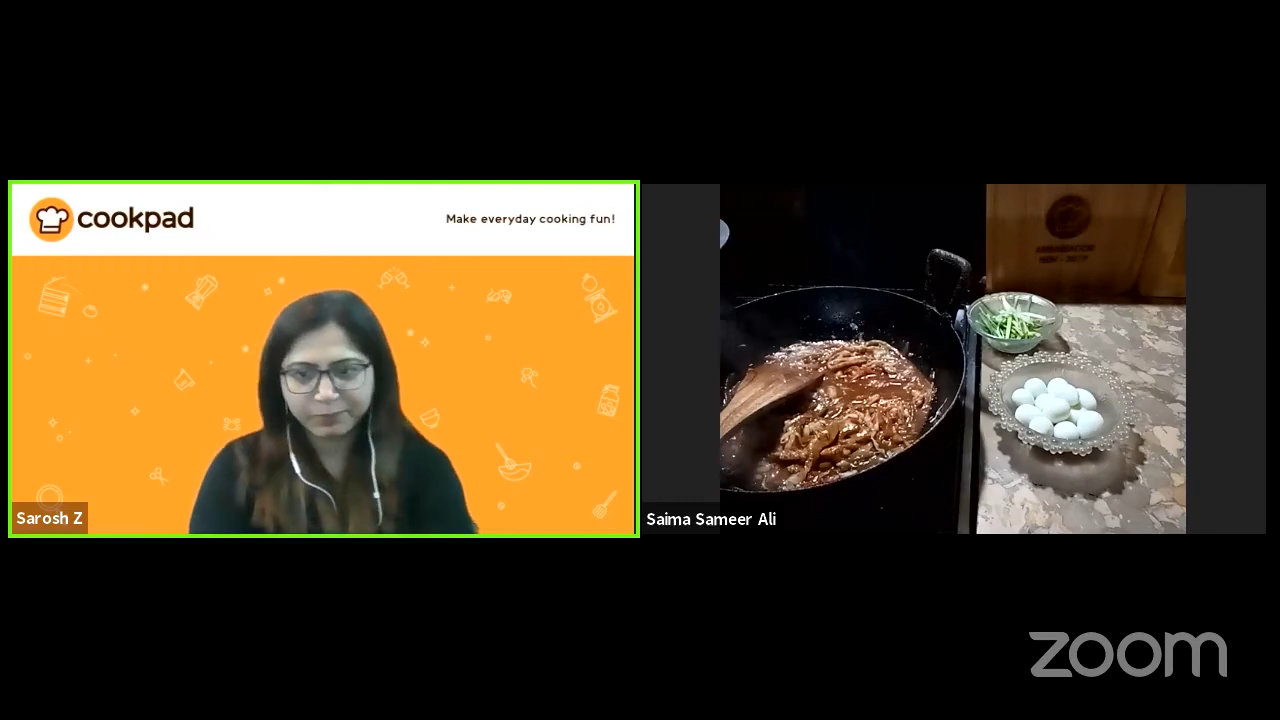 cookpad
Make everyday cooking fun!
Sarosh Z
Saima Sameer Ali
zoom